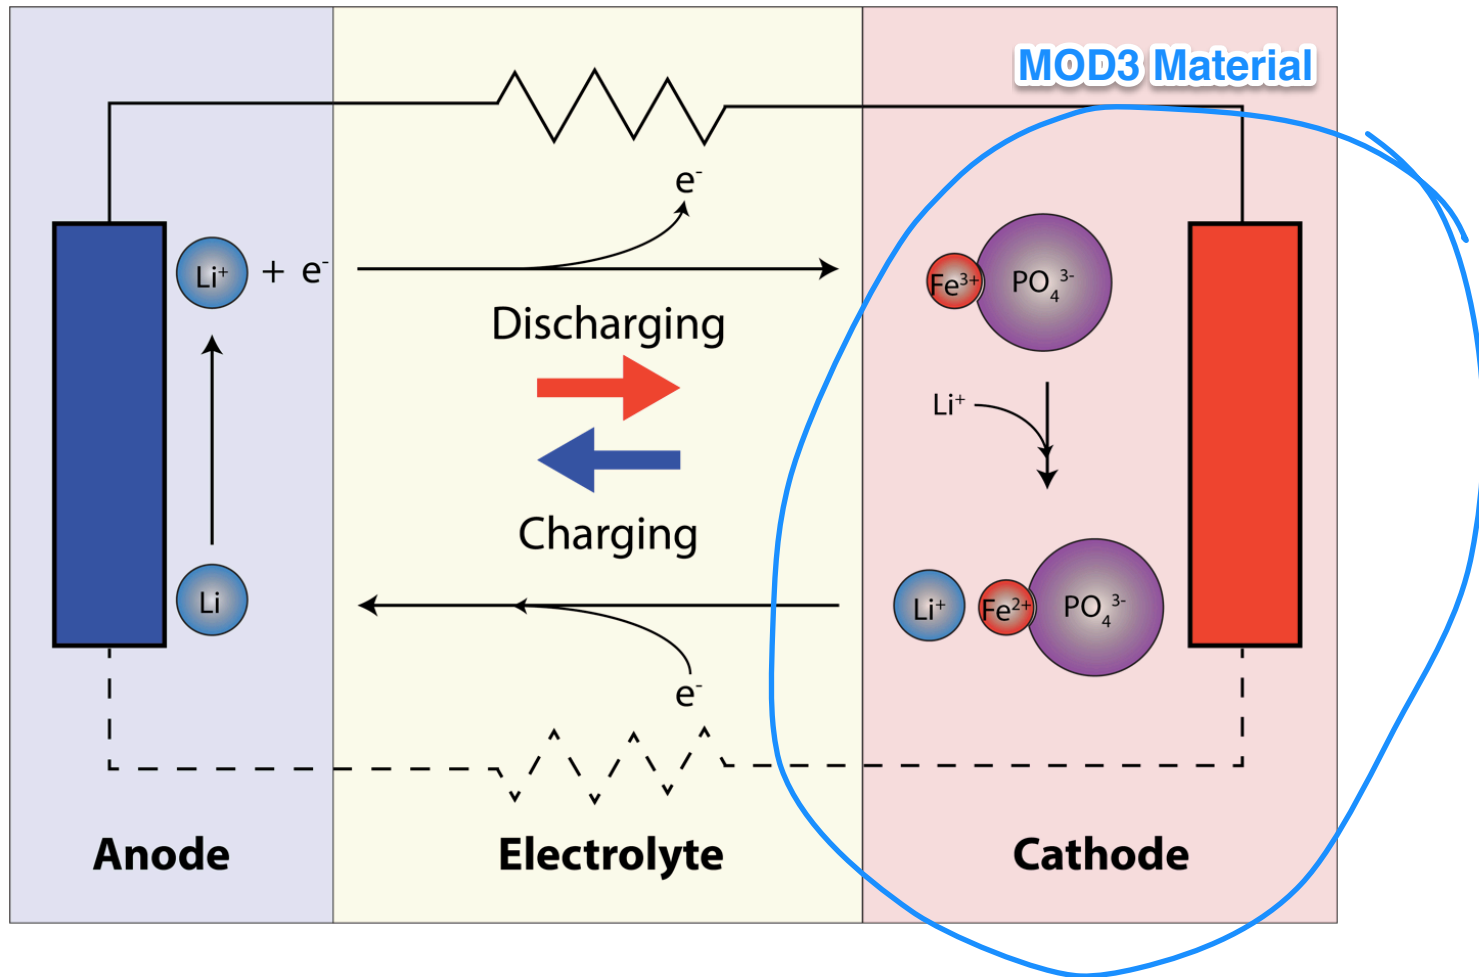 MOD3 Material
e⁻
Li⁺ + e⁻
Fe³⁺ PO₄³⁻
Discharging
Li⁺
Charging
Li
Li⁺ Fe²⁺ PO₄³⁻
e⁻
Anode Electrolyte Cathode